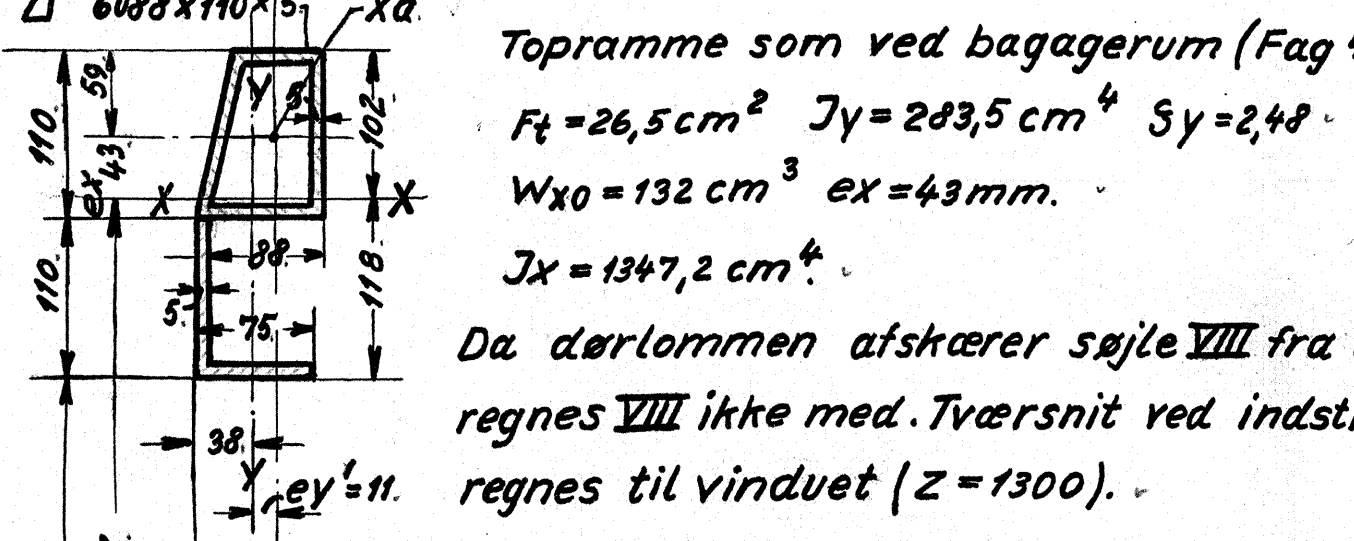 6088x110x5. xa.
Topramme som ved bagagerum (Fag
Ft = 26,5 cm² Jy = 283,5 cm⁴ §y = 2,48
Wxo = 132 cm³ ex = 43 mm.
Jx = 1347,2 cm⁴.
Da dørlommen afskærer søjle VIII fra
regnes VIII ikke med. Tværsnit ved indst
regnes til vinduet (Z = 1300).
110.
59.
43
ex
Y
5.
102
X
X
110.
88.
118.
5.
75.
38.
Y
ey' = 11.